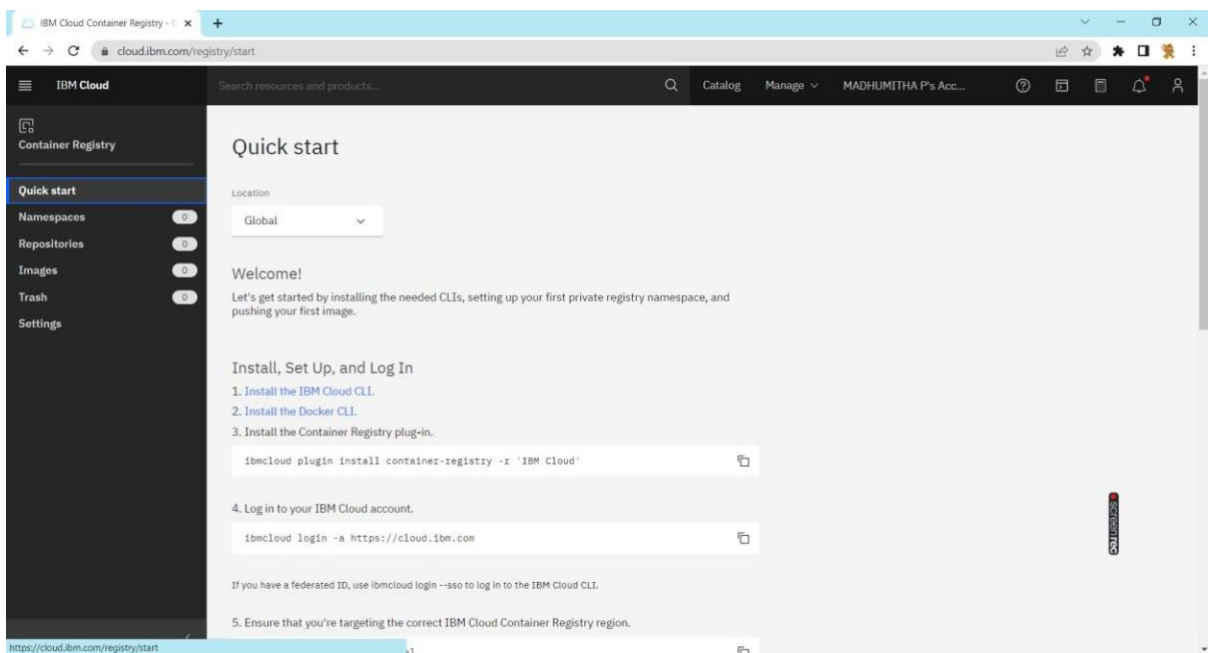 IBM Cloud Container Registry - C
cloud.ibm.com/registry/start
IBM Cloud
Search resources and products...
Catalog
Manage
MADHUMITHA P's Acc...
Container Registry
Quick start
Namespaces 0
Repositories 0
Images 0
Trash 0
Settings
Quick start
Location
Global
Welcome!
Let's get started by installing the needed CLIs, setting up your first private registry namespace, and
pushing your first image.
Install, Set Up, and Log In
1. Install the IBM Cloud CLI.
2. Install the Docker CLI.
3. Install the Container Registry plug-in.
ibmcloud plugin install container-registry -r 'IBM Cloud'
4. Log in to your IBM Cloud account.
ibmcloud login -a https://cloud.ibm.com
If you have a federated ID, use ibmcloud login --sso to log in to the IBM Cloud CLI.
5. Ensure that you're targeting the correct IBM Cloud Container Registry region.
https://cloud.ibm.com/registry/start
screenrec